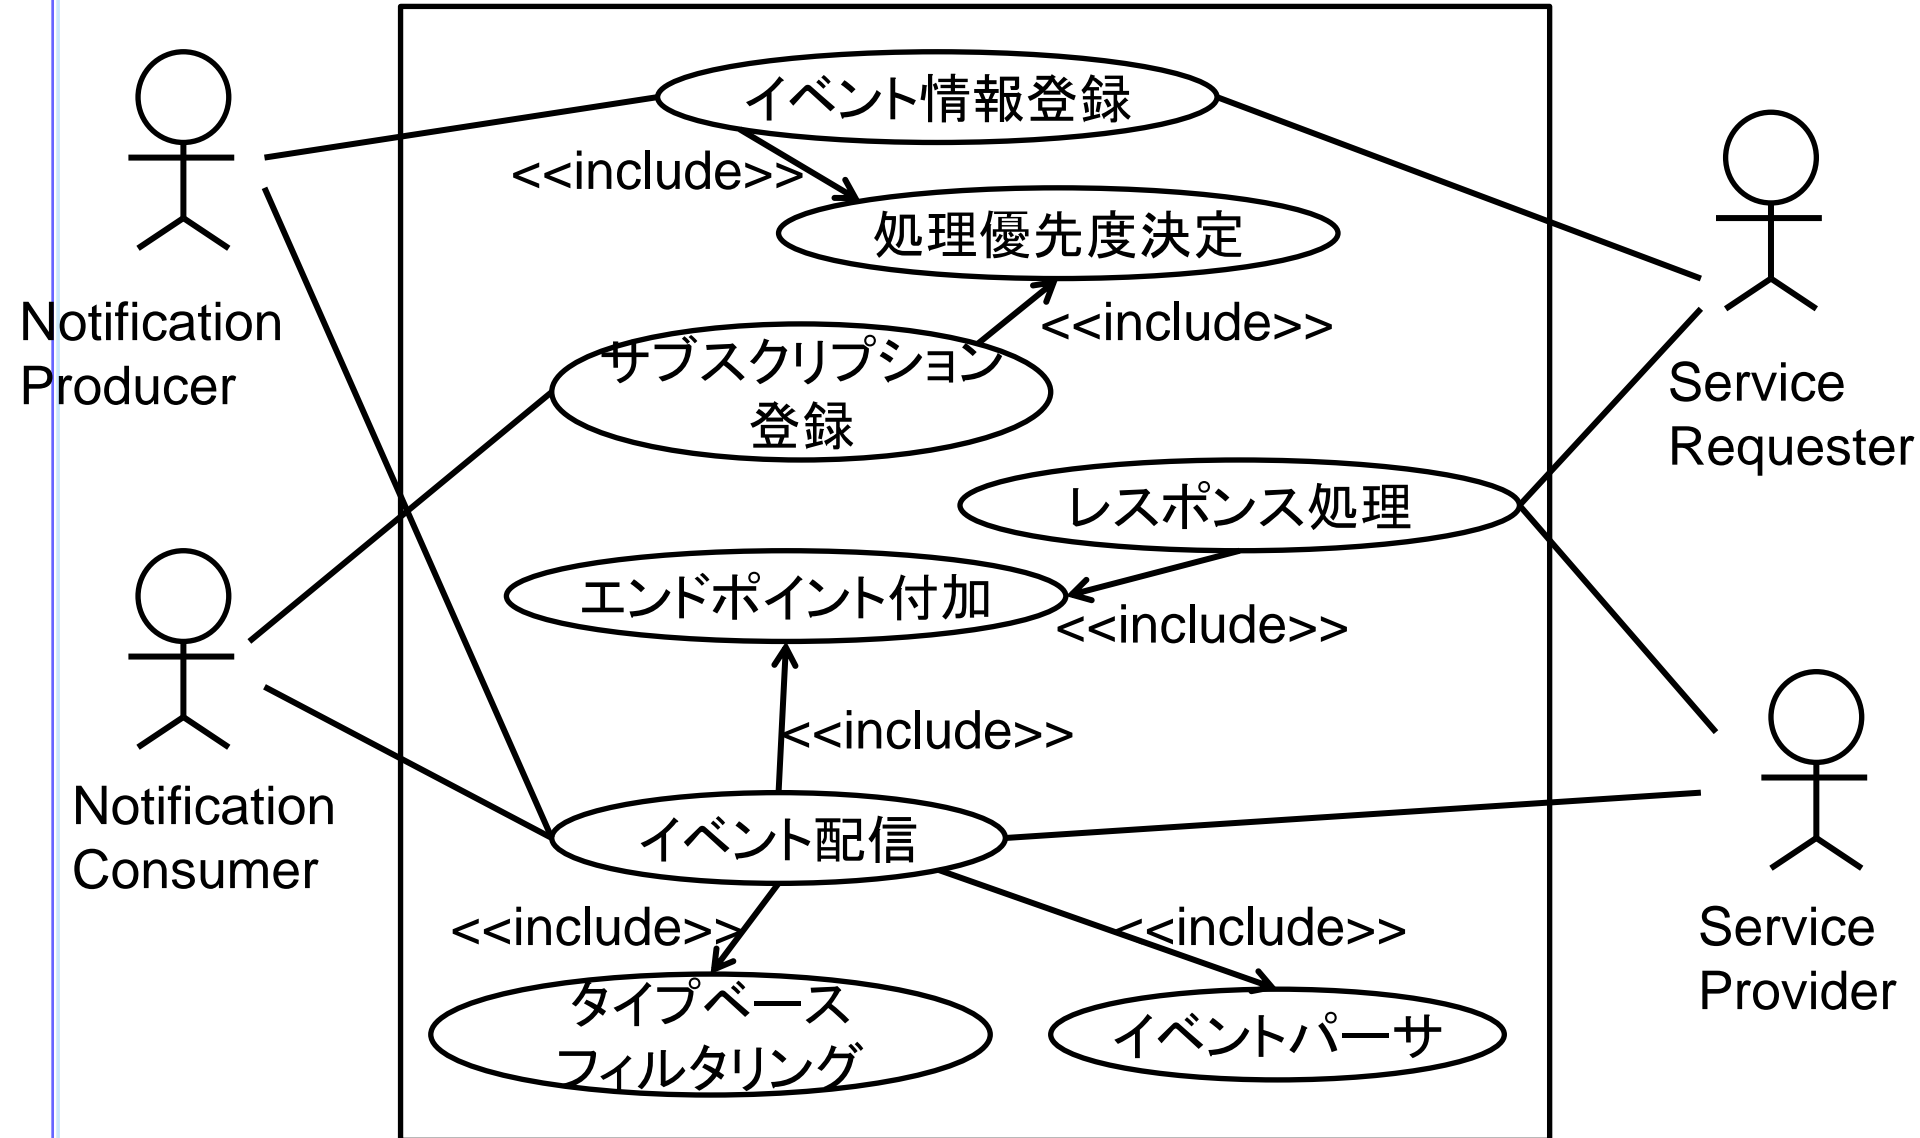 イベント情報登録
<<include>>
処理優先度決定
Notification
Producer
<<include>>
サブスクリプション
登録
Service
Requester
レスポンス処理
エンドポイント付加
<<include>>
<<include>>
Notification
Consumer
イベント配信
<<include>>
<<include>>
Service
Provider
タイプベース
フィルタリング
イベントパーサ